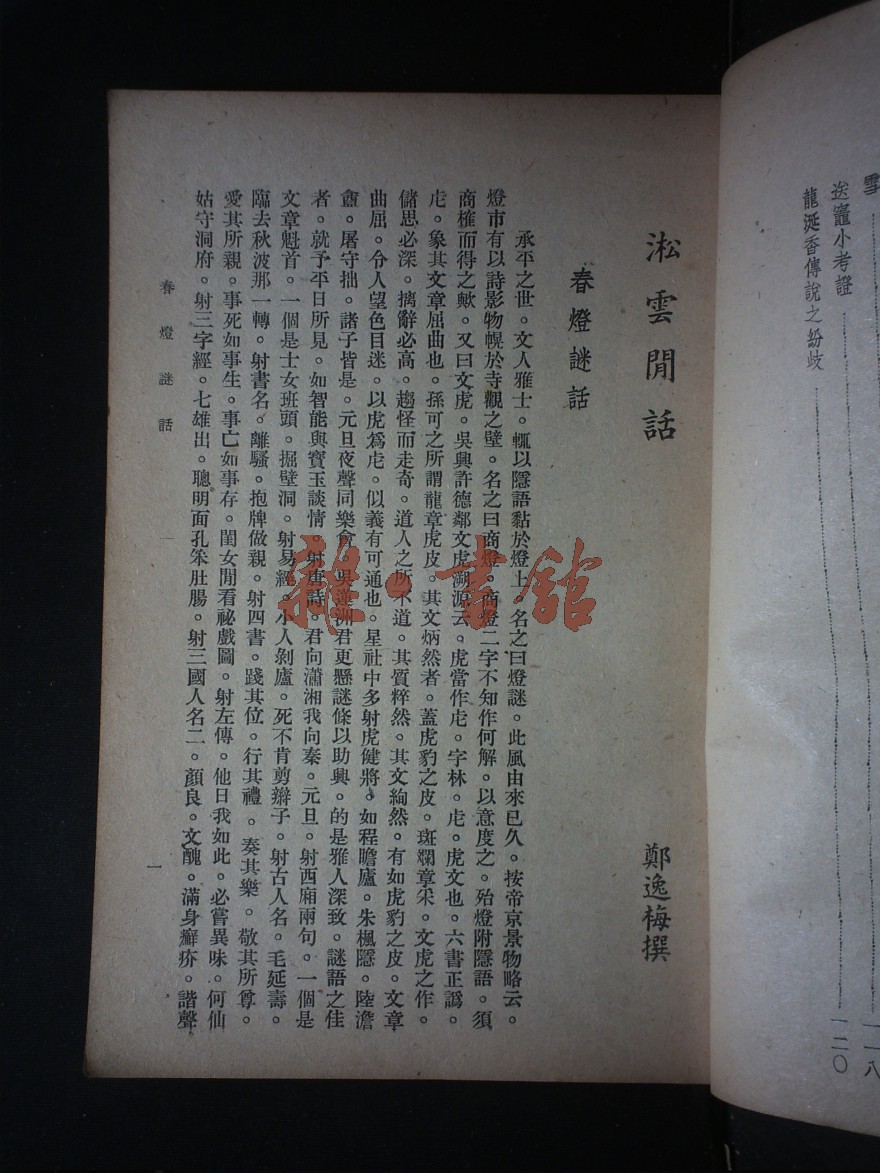 雪
一一八
送竈小考證
一二〇
龍涎香傳說之紛歧
淞雲閒話
鄭逸梅撰
春燈謎話
承平之世。文人雅士。輒以隱語黏於燈上。名之曰燈謎。此風由來已久。按帝京景物略云。
燈市有以詩影物幌於寺觀之壁。名之曰商燈。商燈二字不知作何解。以意度之。殆燈附隱語。須
商榷而得之歟。又曰文虎。吳興許德鄰文虎溯源云。虎當作虍。字林。虍。虎文也。六書正譌。
虍。象其文章屈曲也。孫可之所謂龍章虎皮。其文炳然者。蓋虎豹之皮。斑斕章采。文虎之作。
儲思必深。摛辭必高。趨怪而走奇。道人之所不道。其質粹然。其文絢然。有如虎豹之皮。文章
曲屈。令人望色目迷。以虎爲虍。似義有可通也。星社中多射虎健將。如程瞻廬。朱楓隱。陸澹
盦。屠守拙。諸子皆是。元旦夜聲同樂會。吳蓮洲君更懸謎條以助興。的是雅人深致。謎語之佳
者。就予平日所見。如智能與寶玉談情。射唐詩。君向瀟湘我向秦。元旦。射西廂兩句。一個是
文章魁首。一個是士女班頭。掘壁洞。射易經。小人剝廬。死不肯剪辮子。射古人名。毛延壽。
臨去秋波那一轉。射書名。離騷。抱牌做親。射四書。踐其位。行其禮。奏其樂。敬其所尊。
愛其所親。事死如事生。事亡如事存。閨女閒看祕戲圖。射左傳。他日我如此。必嘗異味。何仙
姑守洞府。射三字經。七雄出。聰明面孔笨肚腸。射三國人名二。顏良。文醜。滿身癬疥。諧聲
春燈謎話
一
雜·書館